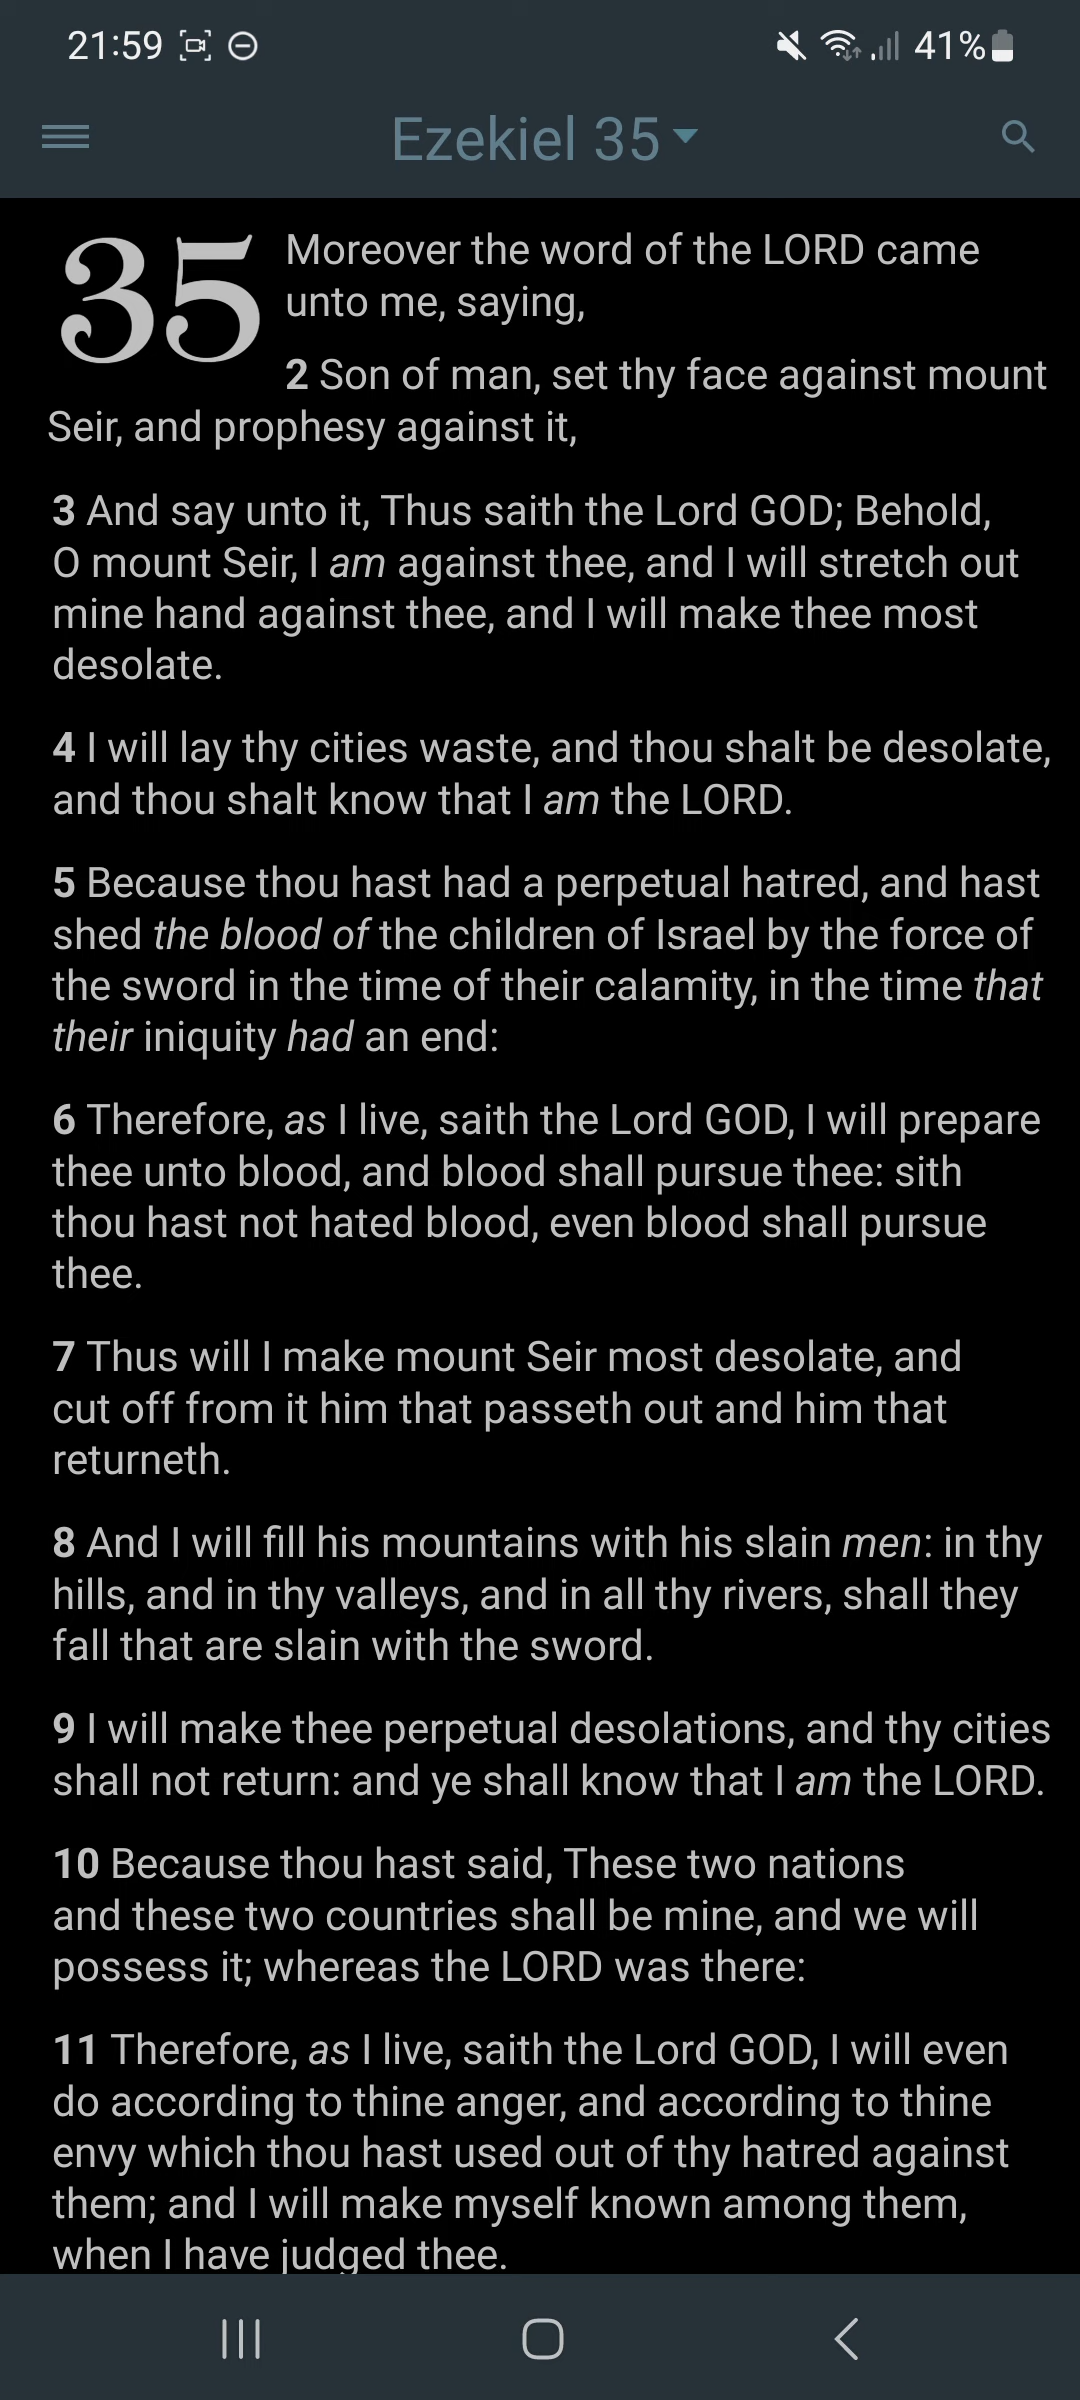 21:59 41%
Ezekiel 35
35 Moreover the word of the LORD came
unto me, saying,
2 Son of man, set thy face against mount
Seir, and prophesy against it,
3 And say unto it, Thus saith the Lord GOD; Behold,
O mount Seir, I am against thee, and I will stretch out
mine hand against thee, and I will make thee most
desolate.
4 I will lay thy cities waste, and thou shalt be desolate,
and thou shalt know that I am the LORD.
5 Because thou hast had a perpetual hatred, and hast
shed the blood of the children of Israel by the force of
the sword in the time of their calamity, in the time that
their iniquity had an end:
6 Therefore, as I live, saith the Lord GOD, I will prepare
thee unto blood, and blood shall pursue thee: sith
thou hast not hated blood, even blood shall pursue
thee.
7 Thus will I make mount Seir most desolate, and
cut off from it him that passeth out and him that
returneth.
8 And I will fill his mountains with his slain men: in thy
hills, and in thy valleys, and in all thy rivers, shall they
fall that are slain with the sword.
9 I will make thee perpetual desolations, and thy cities
shall not return: and ye shall know that I am the LORD.
10 Because thou hast said, These two nations
and these two countries shall be mine, and we will
possess it; whereas the LORD was there:
11 Therefore, as I live, saith the Lord GOD, I will even
do according to thine anger, and according to thine
envy which thou hast used out of thy hatred against
them; and I will make myself known among them,
when I have judged thee.